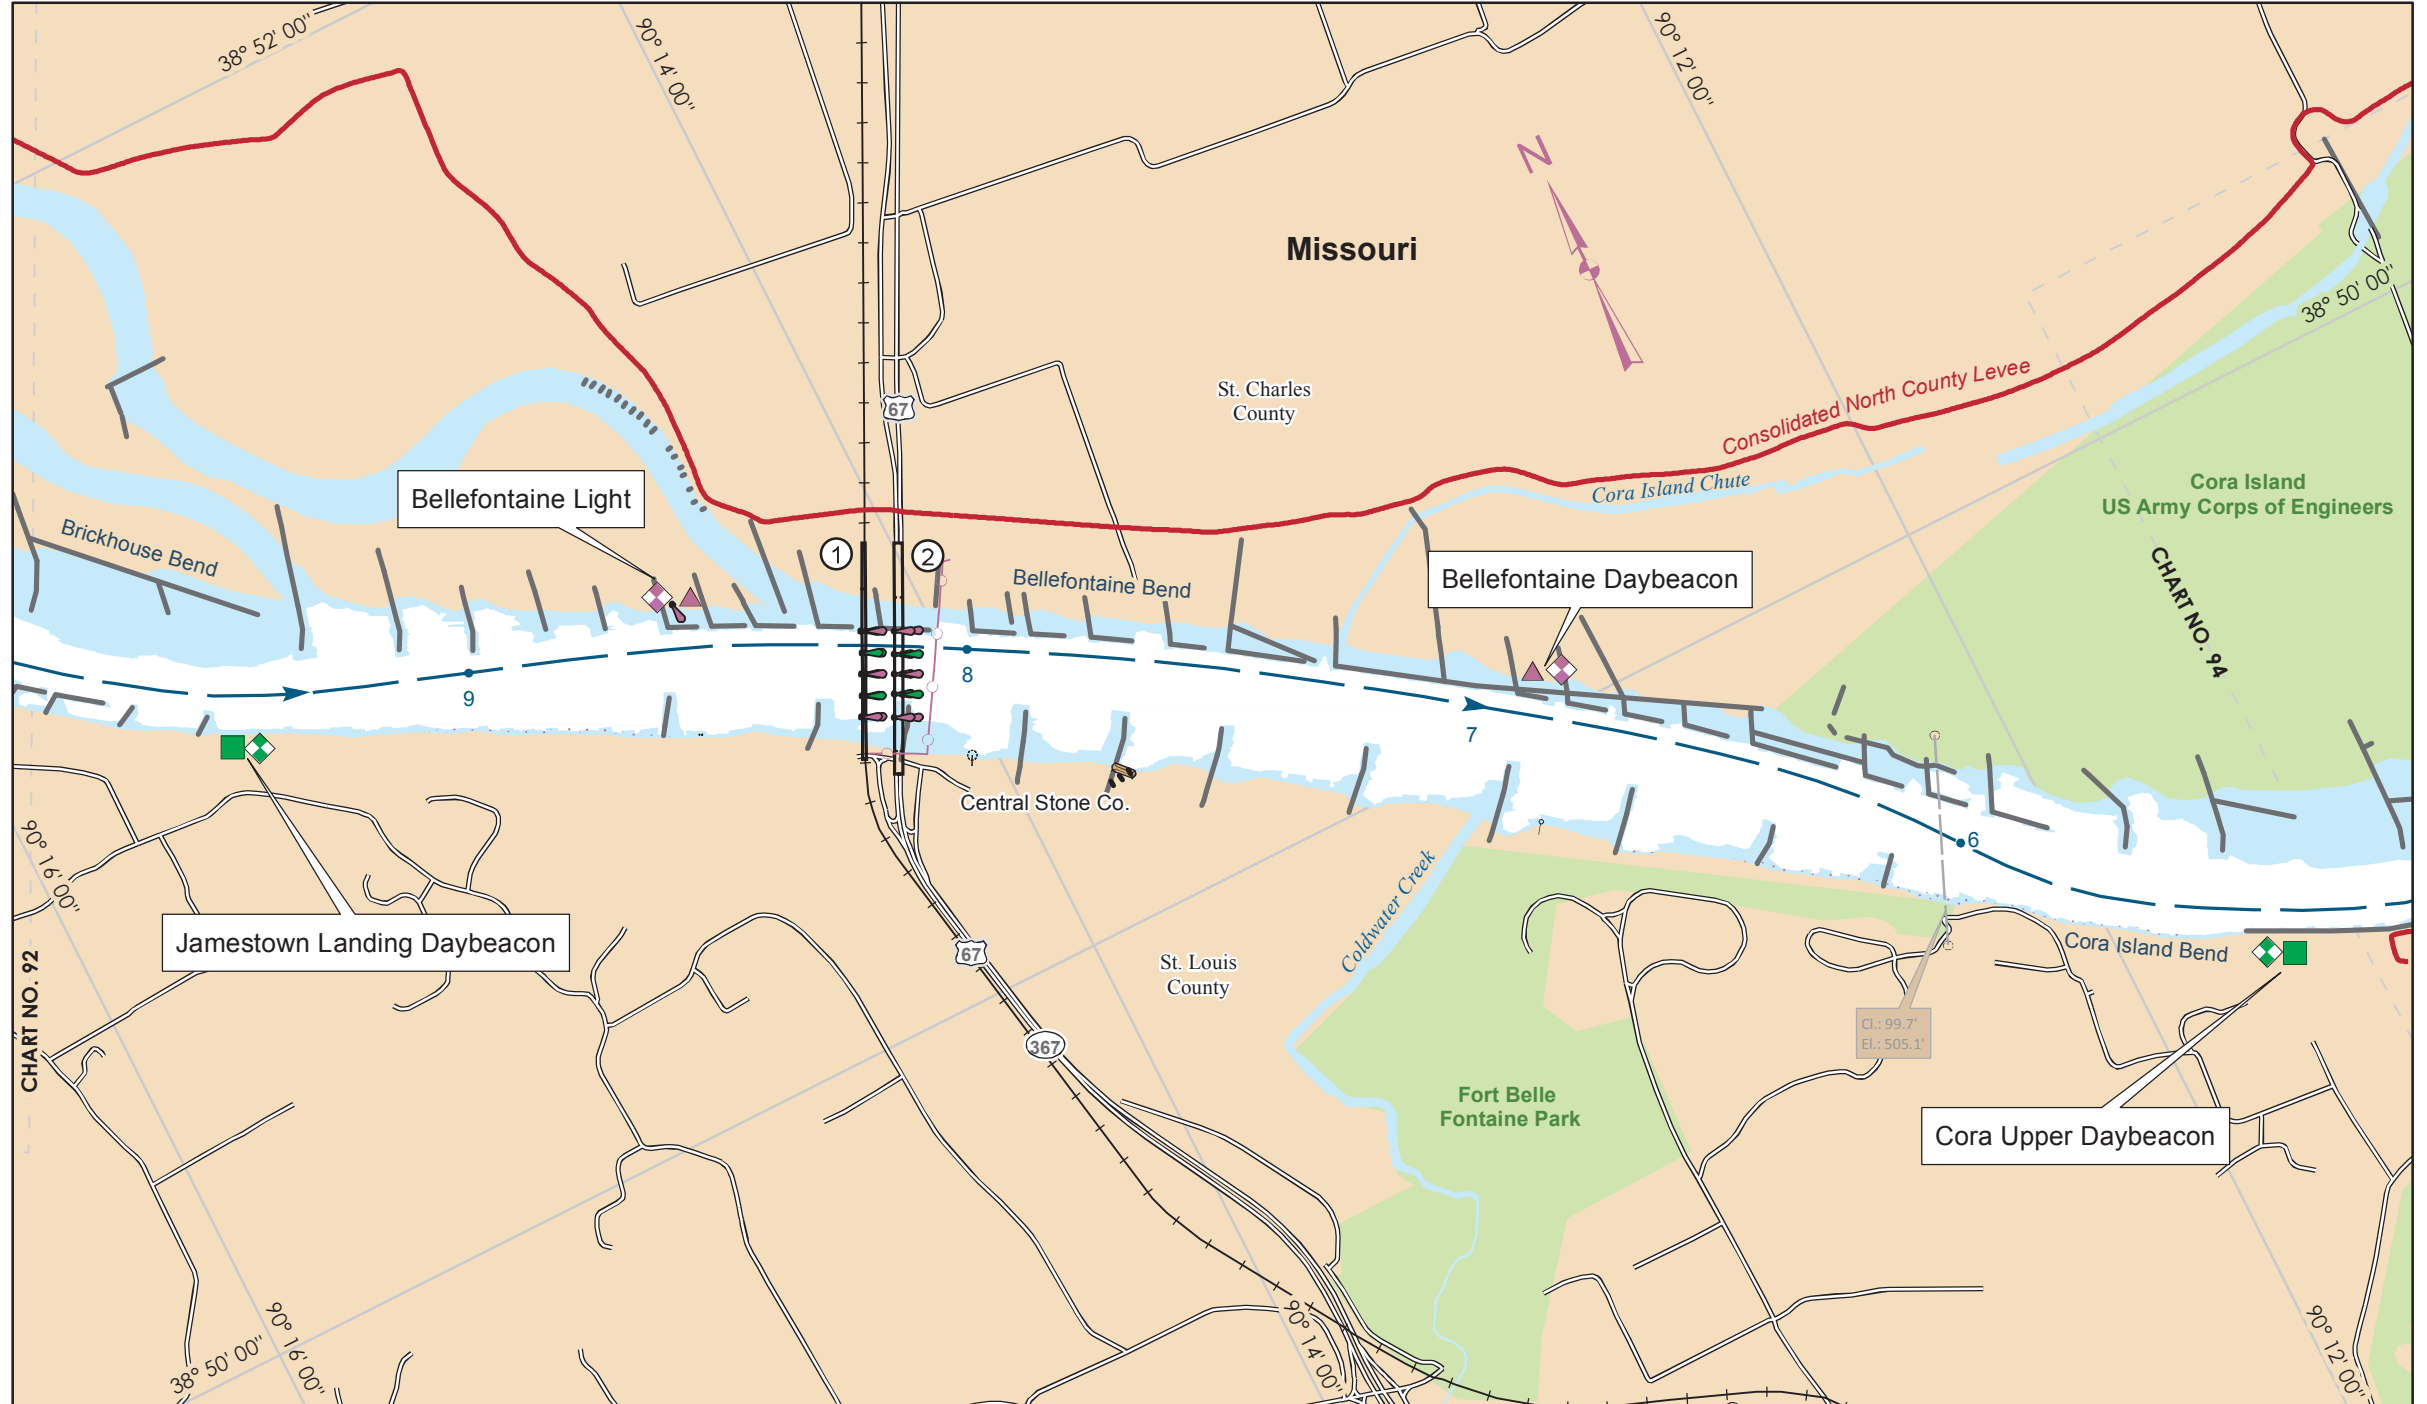 38° 52' 00"
90° 14' 00"
90° 12' 00"
N
Missouri
38° 50' 00"
St. Charles
County
67
Consolidated North County Levee
Cora Island Chute
Cora Island
US Army Corps of Engineers
Bellefontaine Light
Brickhouse Bend
1
2
Bellefontaine Bend
Bellefontaine Daybeacon
CHART NO. 94
9
8
7
6
Central Stone Co.
90° 16' 00"
Coldwater Creek
Jamestown Landing Daybeacon
67
St. Louis
County
Cora Island Bend
CHART NO. 92
367
Cl.: 99.7'
El.: 505.1'
Fort Belle
Fontaine Park
Cora Upper Daybeacon
38° 50' 00"
90° 16' 00"
90° 14' 00"
90° 12' 00"